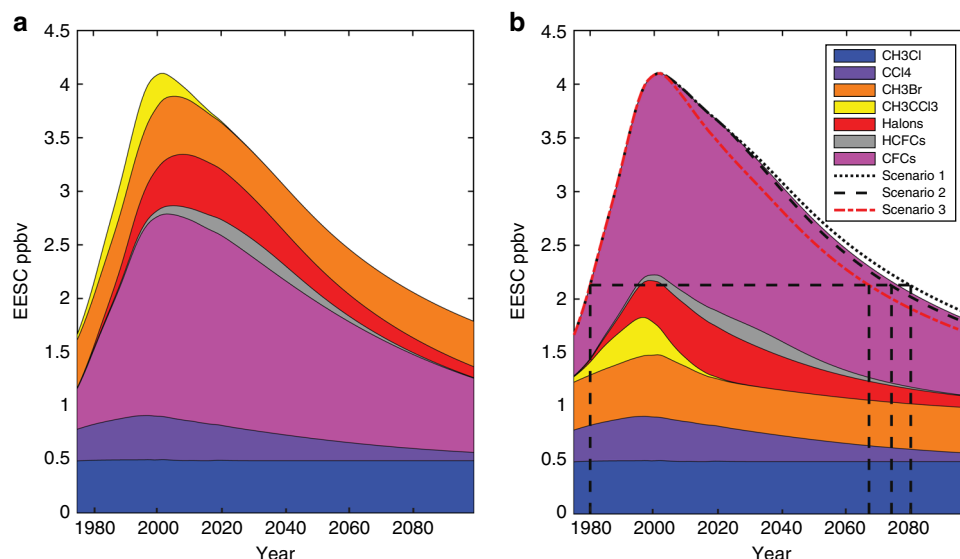 a
EESC ppbv
4.5
4
3.5
3
2.5
2
1.5
1
0.5
0
1980 2000 2020 2040 2060 2080
Year
b
EESC ppbv
4.5
4
3.5
3
2.5
2
1.5
1
0.5
0
1980 2000 2020 2040 2060 2080
Year
CH3Cl
CCl4
CH3Br
CH3CCl3
Halons
HCFCs
CFCs
Scenario 1
Scenario 2
Scenario 3